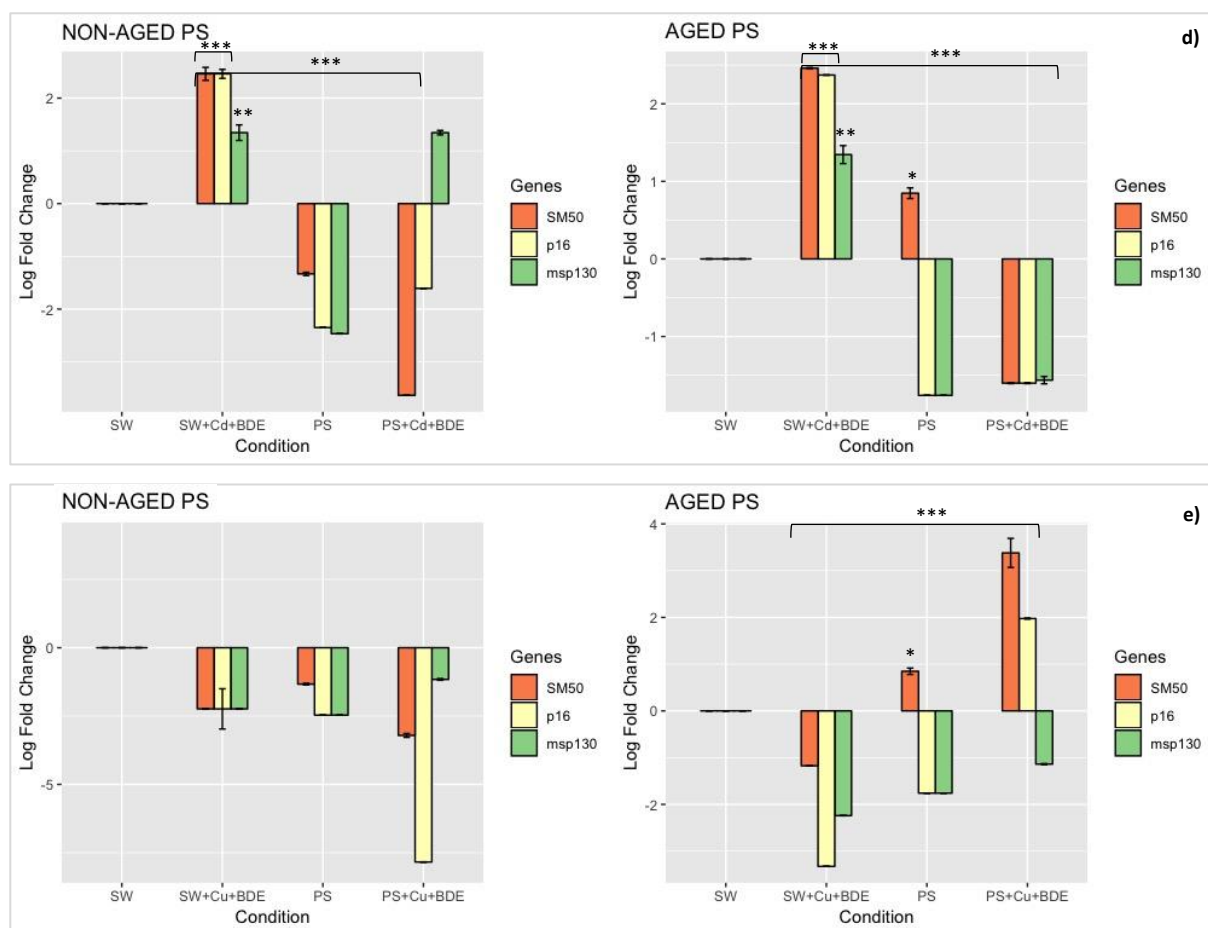 NON-AGED PS
***
***
**
2
0
-2
Log Fold Change
SW
SW+Cd+BDE
PS
PS+Cd+BDE
Condition
Genes
SM50
p16
msp130
AGED PS
d)
***
***
**
*
2
1
0
-1
Log Fold Change
SW
SW+Cd+BDE
PS
PS+Cd+BDE
Condition
Genes
SM50
p16
msp130
NON-AGED PS
0
-5
Log Fold Change
SW
SW+Cu+BDE
PS
PS+Cu+BDE
Condition
Genes
SM50
p16
msp130
AGED PS
e)
***
*
4
2
0
-2
Log Fold Change
SW
SW+Cu+BDE
PS
PS+Cu+BDE
Condition
Genes
SM50
p16
msp130